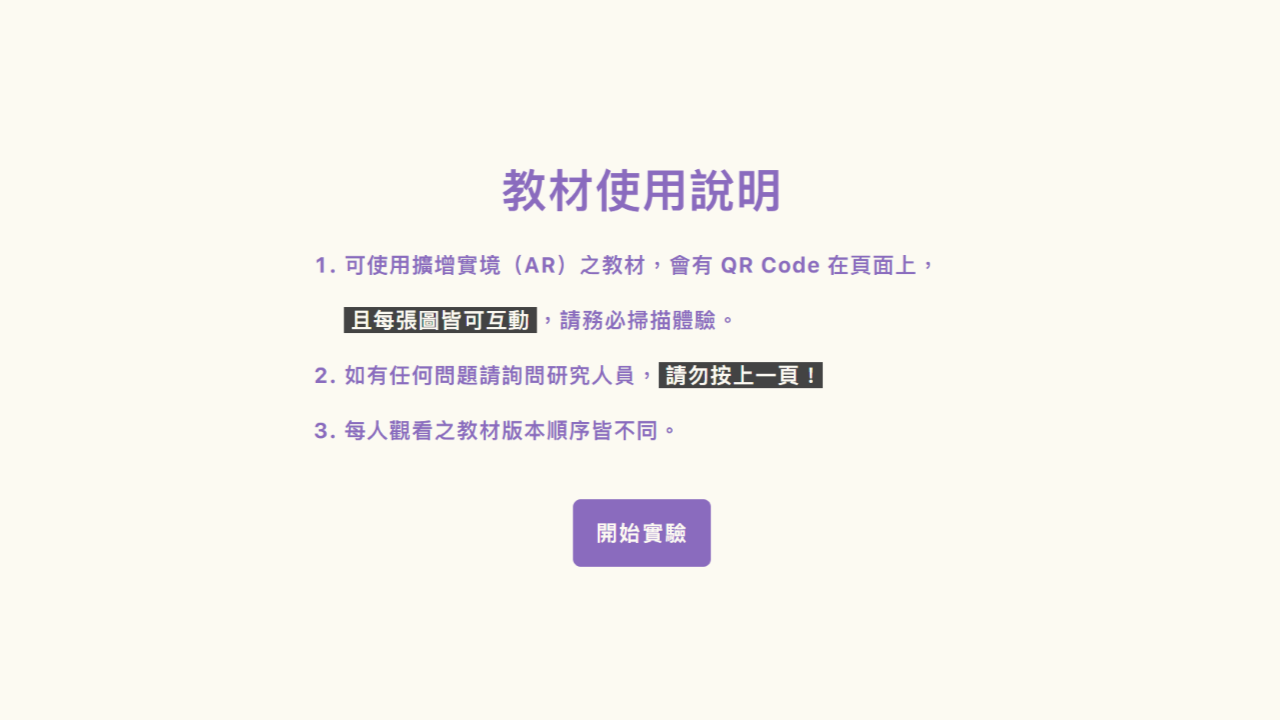 教材使用說明
1. 可使用擴增實境（AR）之教材，會有 QR Code 在頁面上，
且每張圖皆可互動，請務必掃描體驗。
2. 如有任何問題請詢問研究人員，請勿按上一頁！
3. 每人觀看之教材版本順序皆不同。
開始實驗